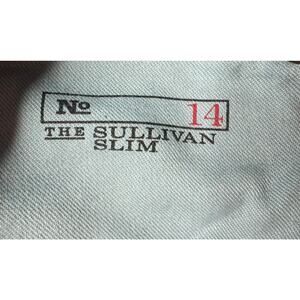 No 14
THE SULLIVAN
SLIM